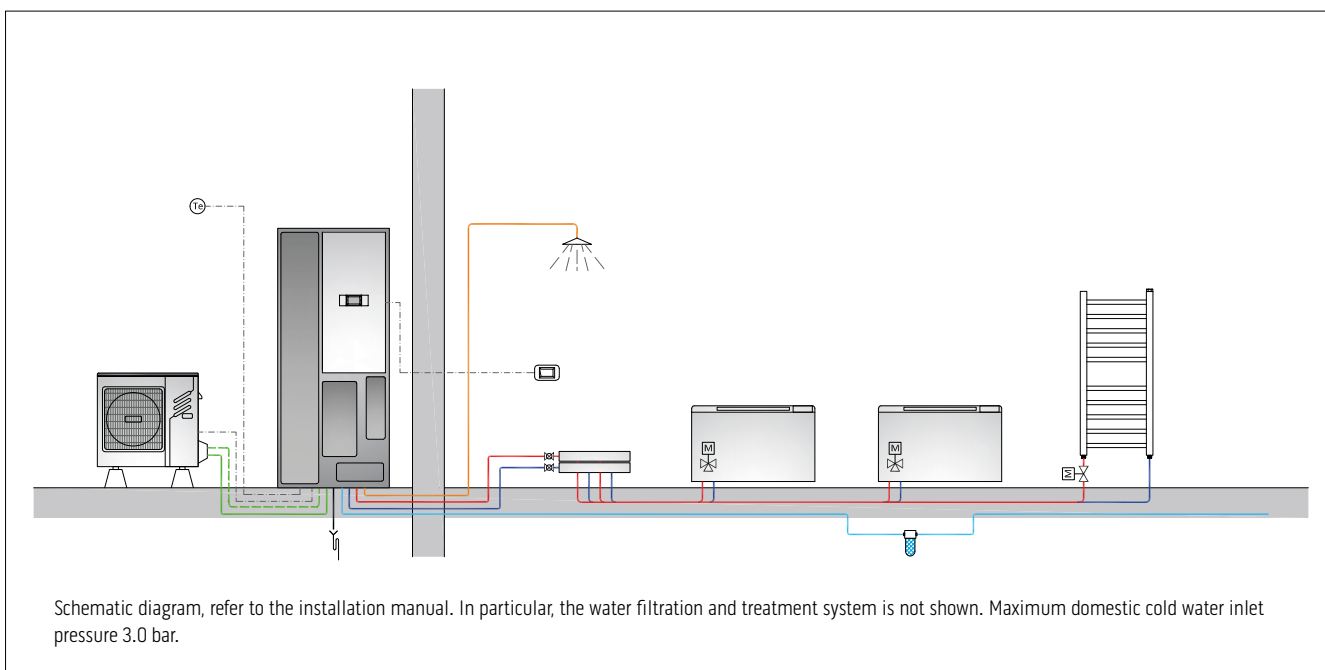 Te
M
M
M
Schematic diagram, refer to the installation manual. In particular, the water filtration and treatment system is not shown. Maximum domestic cold water inlet
pressure 3.0 bar.